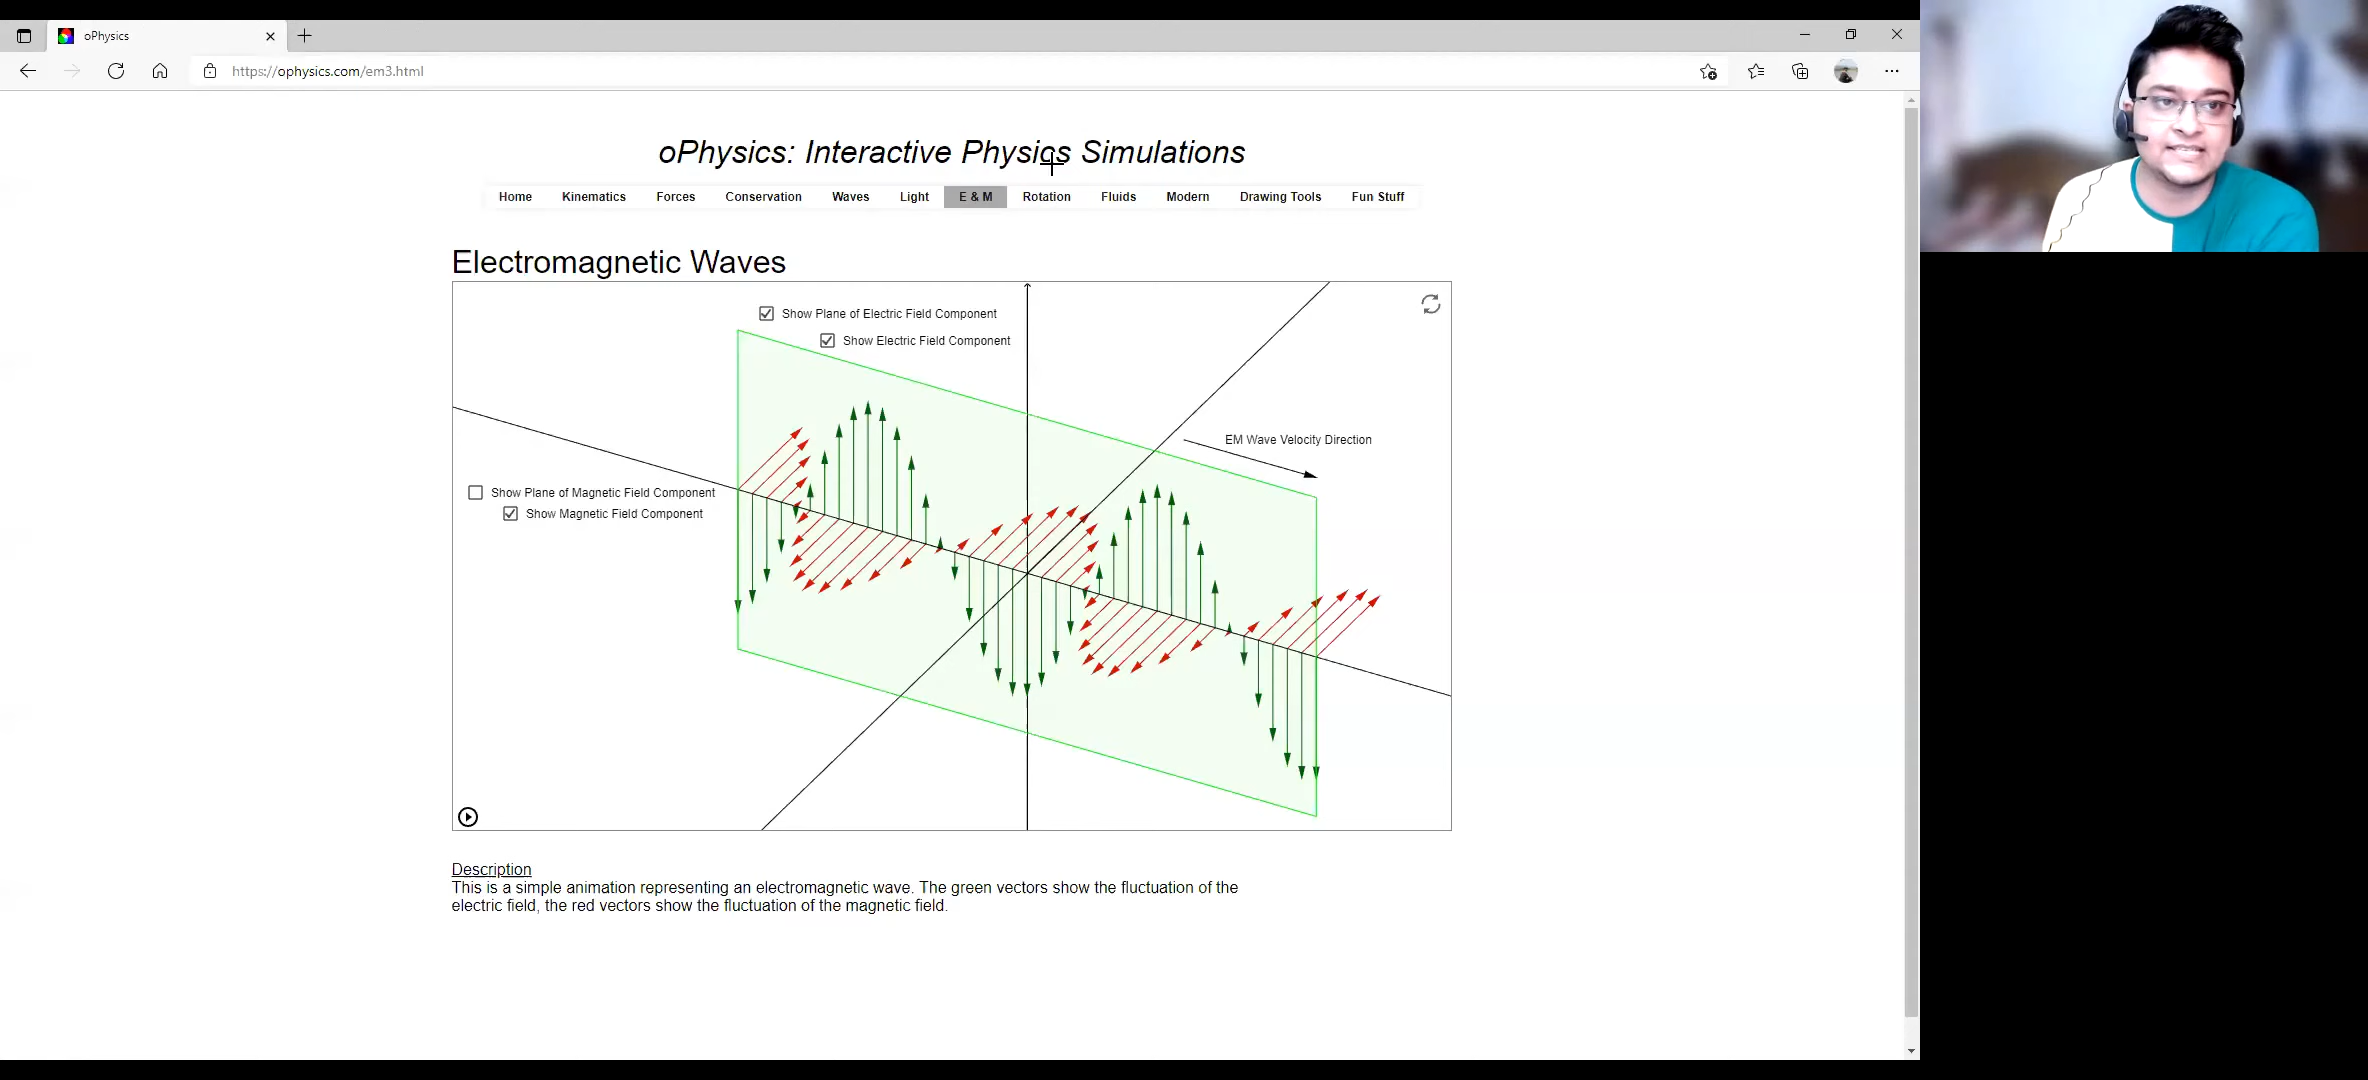 oPhysics
https://ophysics.com/em3.html
oPhysics: Interactive Physics Simulations
Home Kinematics Forces Conservation Waves Light E & M Rotation Fluids Modern Drawing Tools Fun Stuff
Electromagnetic Waves
Show Plane of Electric Field Component
Show Electric Field Component
EM Wave Velocity Direction
Show Plane of Magnetic Field Component
Show Magnetic Field Component
Description
This is a simple animation representing an electromagnetic wave. The green vectors show the fluctuation of the
electric field, the red vectors show the fluctuation of the magnetic field.